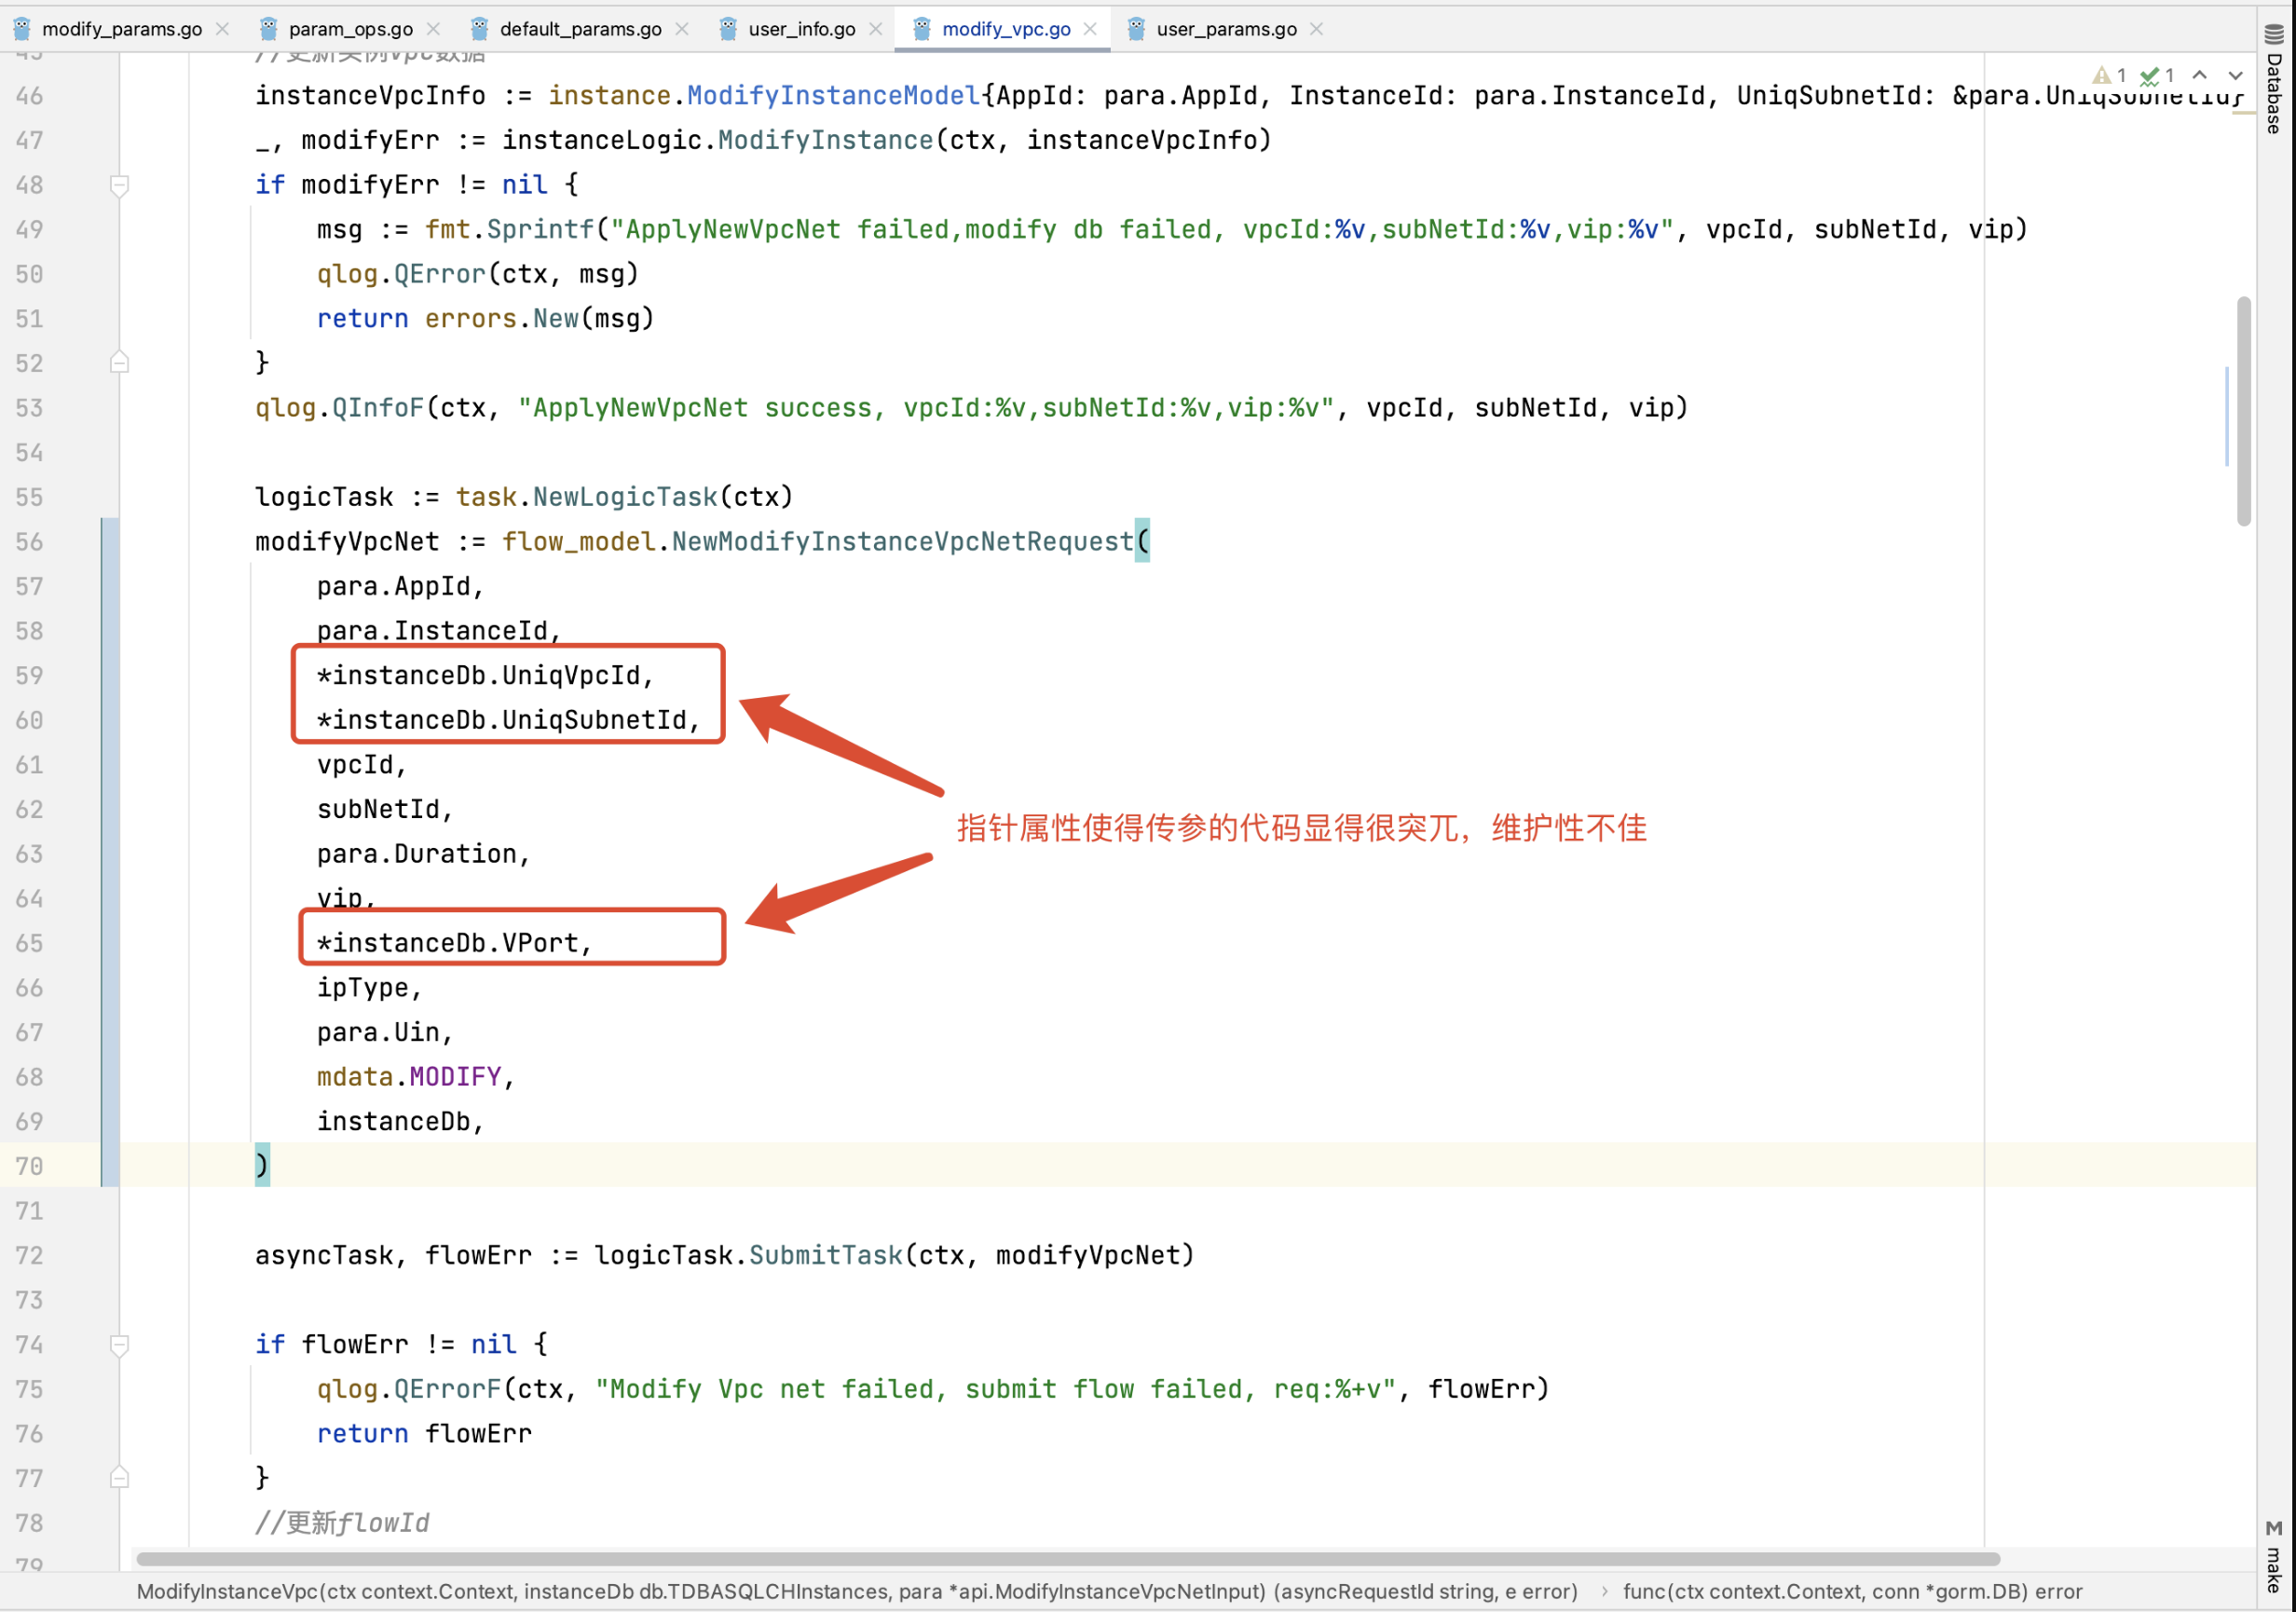 modify_params.go param_ops.go default_params.go user_info.go modify_vpc.go user_params.go
45 //更新实例vpc数据
1 1
46 instanceVpcInfo := instance.ModifyInstanceModel{AppId: para.AppId, InstanceId: para.InstanceId, UniqSubnetId: &para.UniqSubnetId}
47 _, modifyErr := instanceLogic.ModifyInstance(ctx, instanceVpcInfo)
48 if modifyErr != nil {
49 msg := fmt.Sprintf("ApplyNewVpcNet failed,modify db failed, vpcId:%v,subNetId:%v,vip:%v", vpcId, subNetId, vip)
50 qlog.QError(ctx, msg)
51 return errors.New(msg)
52 }
53 qlog.QInfoF(ctx, "ApplyNewVpcNet success, vpcId:%v,subNetId:%v,vip:%v", vpcId, subNetId, vip)
54
55 logicTask := task.NewLogicTask(ctx)
56 modifyVpcNet := flow_model.NewModifyInstanceVpcNetRequest(
57 para.AppId,
58 para.InstanceId,
59 *instanceDb.UniqVpcId,
60 *instanceDb.UniqSubnetId,
61 vpcId,
62 subNetId,
指针属性使得传参的代码显得很突兀，维护性不佳
63 para.Duration,
64 vip,
65 *instanceDb.VPort,
66 ipType,
67 para.Uin,
68 mdata.MODIFY,
69 instanceDb,
70 )
71
72 asyncTask, flowErr := logicTask.SubmitTask(ctx, modifyVpcNet)
73
74 if flowErr != nil {
75 qlog.QErrorF(ctx, "Modify Vpc net failed, submit flow failed, req:%+v", flowErr)
76 return flowErr
77 }
78 //更新flowId
79
ModifyInstanceVpc(ctx context.Context, instanceDb db.TDBASQLCHInstances, para *api.ModifyInstanceVpcNetInput) (asyncRequestId string, e error) › func(ctx context.Context, conn *gorm.DB) error
Database
M make